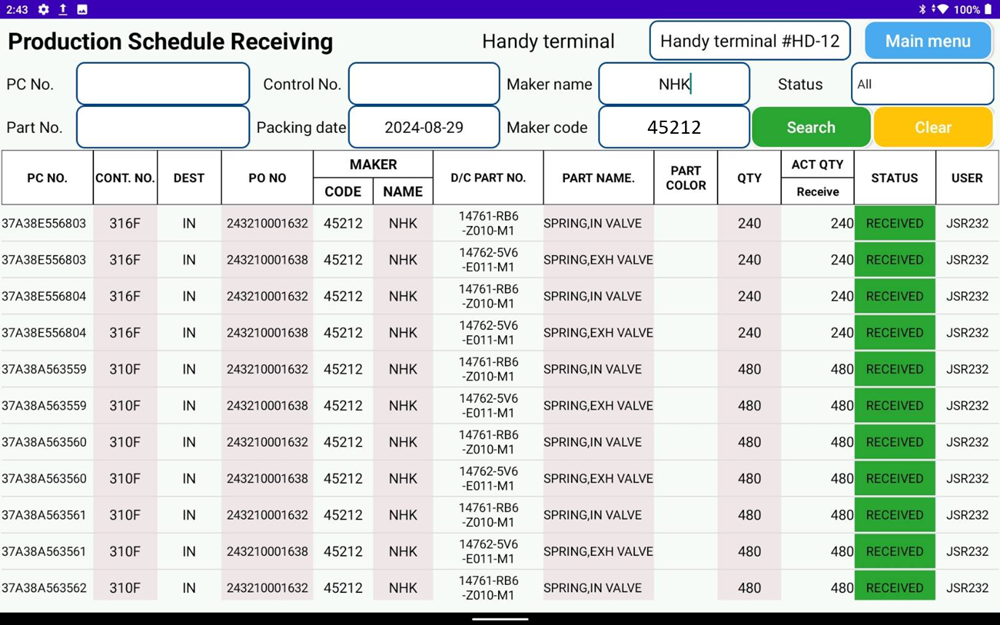 2:43 100%
Production Schedule Receiving Handy terminal Handy terminal #HD-12 Main menu
PC No. Control No. Maker name NHK Status All
Part No. Packing date 2024-08-29 Maker code 45212 Search Clear
PC NO. CONT. NO. DEST PO NO MAKER D/C PART NO. PART NAME. PART COLOR QTY ACT QTY STATUS USER
CODE NAME Receive
37A38E556803 316F IN 243210001632 45212 NHK 14761-RB6-Z010-M1 SPRING,IN VALVE 240 240 RECEIVED JSR232
37A38E556803 316F IN 243210001638 45212 NHK 14762-5V6-E011-M1 SPRING,EXH VALVE 240 240 RECEIVED JSR232
37A38E556804 316F IN 243210001632 45212 NHK 14761-RB6-Z010-M1 SPRING,IN VALVE 240 240 RECEIVED JSR232
37A38E556804 316F IN 243210001638 45212 NHK 14762-5V6-E011-M1 SPRING,EXH VALVE 240 240 RECEIVED JSR232
37A38A563559 310F IN 243210001632 45212 NHK 14761-RB6-Z010-M1 SPRING,IN VALVE 480 480 RECEIVED JSR232
37A38A563559 310F IN 243210001638 45212 NHK 14762-5V6-E011-M1 SPRING,EXH VALVE 480 480 RECEIVED JSR232
37A38A563560 310F IN 243210001632 45212 NHK 14761-RB6-Z010-M1 SPRING,IN VALVE 480 480 RECEIVED JSR232
37A38A563560 310F IN 243210001638 45212 NHK 14762-5V6-E011-M1 SPRING,EXH VALVE 480 480 RECEIVED JSR232
37A38A563561 310F IN 243210001632 45212 NHK 14761-RB6-Z010-M1 SPRING,IN VALVE 480 480 RECEIVED JSR232
37A38A563561 310F IN 243210001638 45212 NHK 14762-5V6-E011-M1 SPRING,EXH VALVE 480 480 RECEIVED JSR232
37A38A563562 310F IN 243210001632 45212 NHK 14761-RB6-Z010-M1 SPRING,IN VALVE 480 480 RECEIVED JSR232